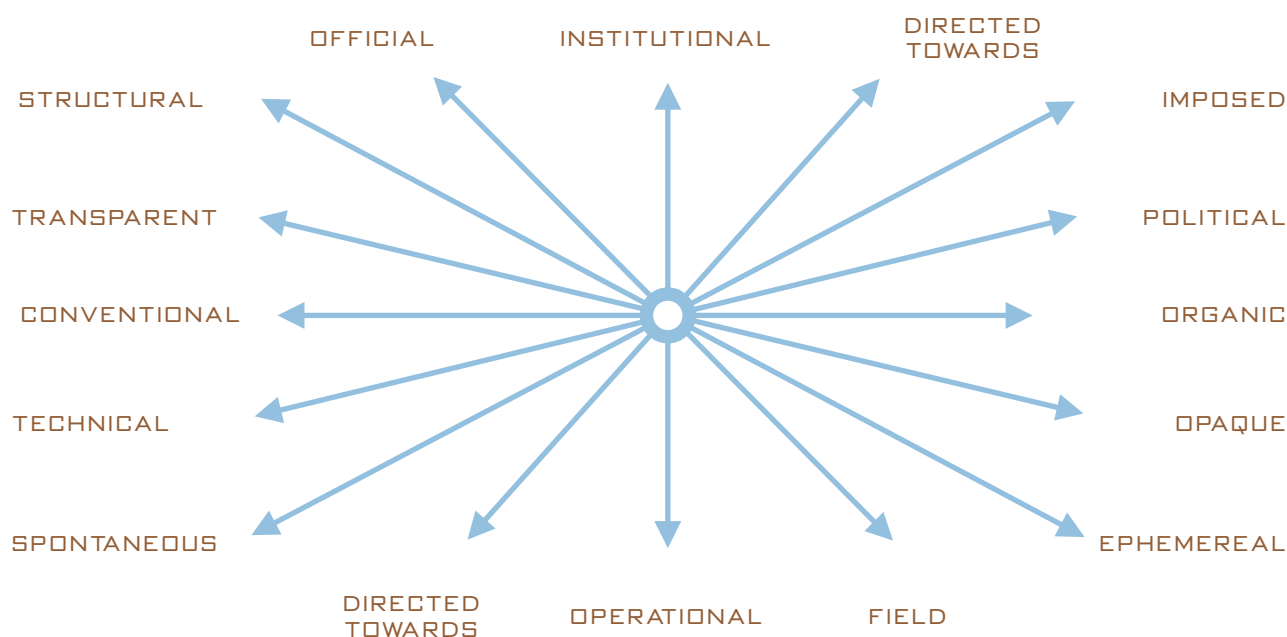 OFFICIAL
INSTITUTIONAL
DIRECTED
TOWARDS
STRUCTURAL
IMPOSED
TRANSPARENT
POLITICAL
CONVENTIONAL
ORGANIC
TECHNICAL
OPAQUE
SPONTANEOUS
EPHEMEREAL
DIRECTED
TOWARDS
OPERATIONAL
FIELD